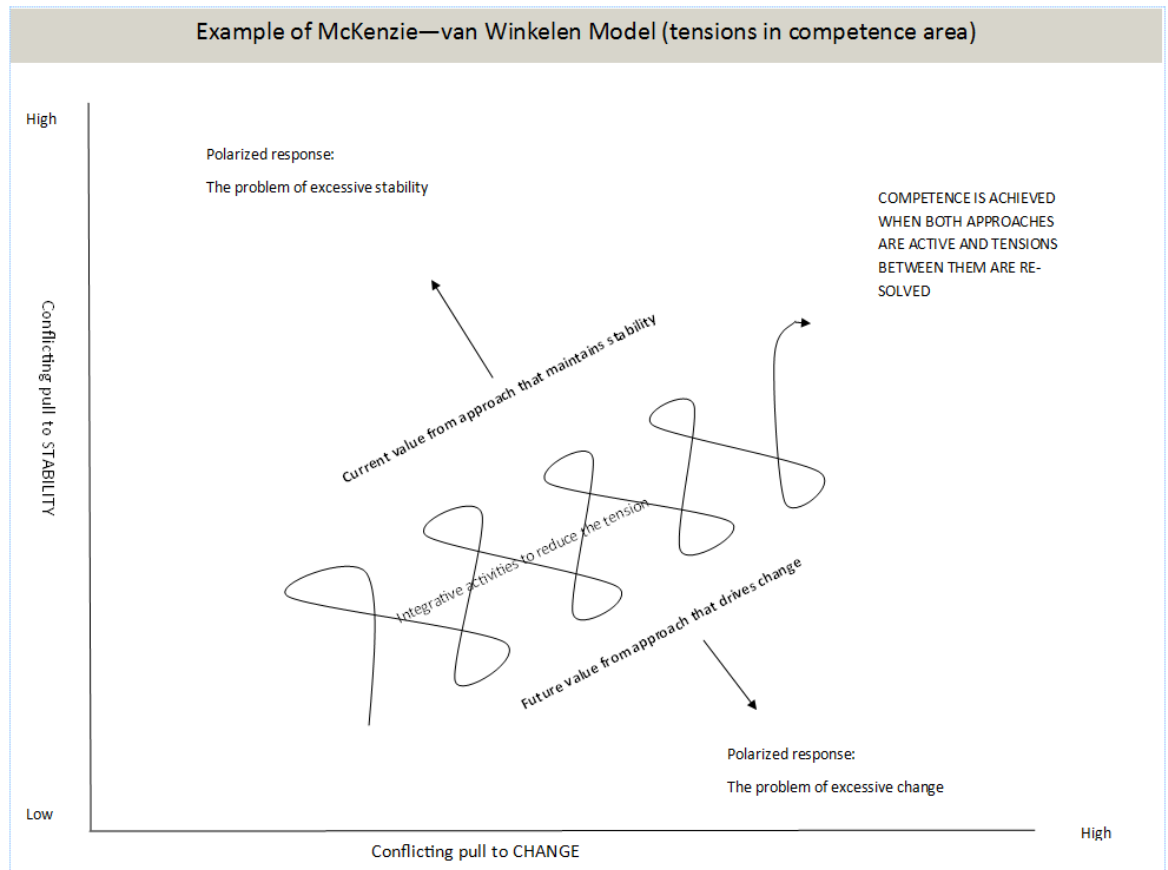 Example of McKenzie—van Winkelen Model (tensions in competence area)
High
Polarized response:
The problem of excessive stability
COMPETENCE IS ACHIEVED
WHEN BOTH APPROACHES
ARE ACTIVE AND TENSIONS
BETWEEN THEM ARE RE-
SOLVED
Conflicting pull to STABILITY
Current value from approach that maintains stability
Integrative activities to reduce the tension
Future value from approach that drives change
Polarized response:
The problem of excessive change
Low
High
Conflicting pull to CHANGE